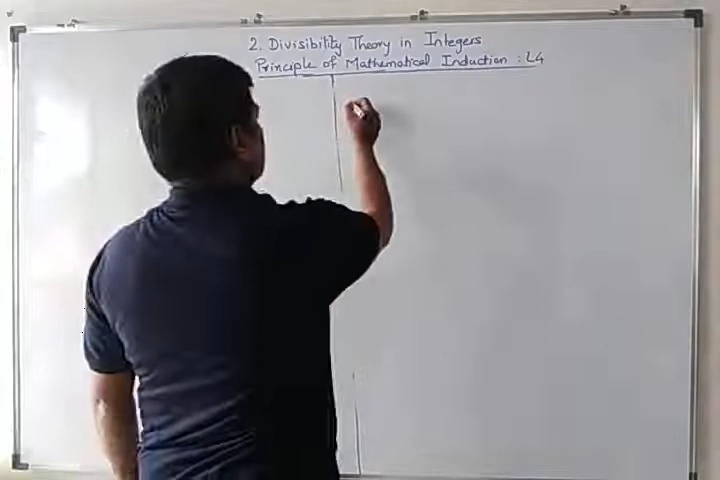 2. Divisibility Theory in Integers
Principle of Mathematical Induction : L4